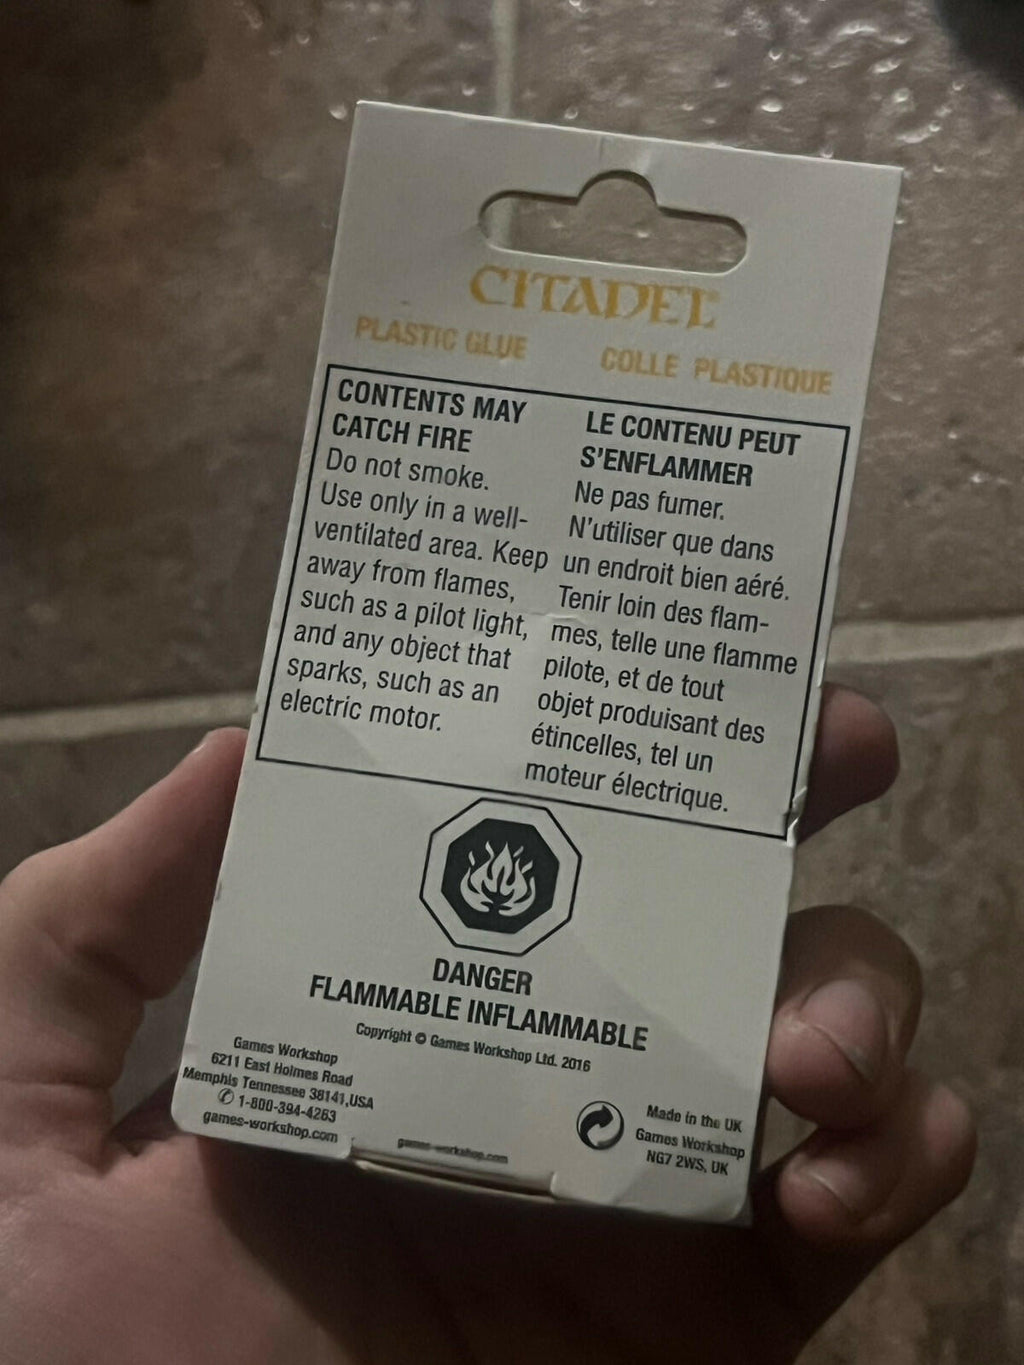 CITADEL®
PLASTIC GLUE
COLLE PLASTIQUE
CONTENTS MAY
CATCH FIRE
Do not smoke.
Use only in a well-
ventilated area. Keep
away from flames,
such as a pilot light,
and any object that
sparks, such as an
electric motor.
LE CONTENU PEUT
S'ENFLAMMER
Ne pas fumer.
N'utiliser que dans
un endroit bien aéré.
Tenir loin des flam-
mes, telle une flamme
pilote, et de tout
objet produisant des
étincelles, tel un
moteur électrique.
DANGER
FLAMMABLE INFLAMMABLE
Copyright © Games Workshop Ltd. 2016
Games Workshop
6211 East Holmes Road
Memphis Tennessee 38141,USA
✆ 1-800-394-4263
games-workshop.com
games-workshop.com
Made in the UK
Games Workshop
NG7 2WS, UK